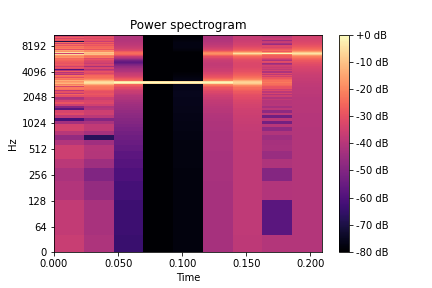 Power spectrogram
Hz
8192
4096
2048
1024
512
256
128
64
0
0.000 0.050 0.100 0.150 0.200
Time
+0 dB
-10 dB
-20 dB
-30 dB
-40 dB
-50 dB
-60 dB
-70 dB
-80 dB